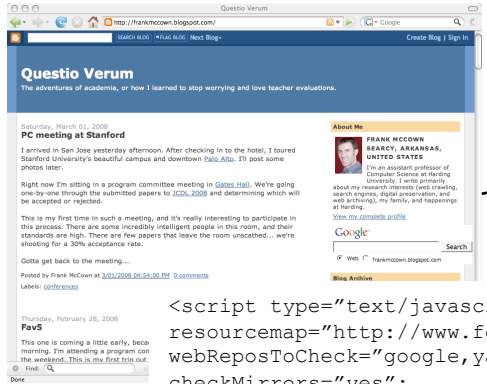 Questio Verum
http://frankmccown.blogspot.com/
Google
SEARCH BLOG
FLAG BLOG
Next Blog»
Create Blog | Sign In
Questio Verum
The adventures of academia, or how I learned to stop worrying and love teacher evaluations.
Saturday, March 01, 2008
PC meeting at Stanford
I arrived in San Jose yesterday afternoon. After checking in to the hotel, I toured
Stanford University's beautiful campus and downtown Palo Alto. I'll post some
photos later.
Right now I'm sitting in a program committee meeting in Gates Hall. We're going
one-by-one through the submitted papers to JCDL 2008 and determining which will
be accepted or rejected.
This is my first time in such a meeting, and it's really interesting to participate in
this process. There are some incredibly intelligent people in this room, and their
standards are high. There are few papers that leave the room unscathed... we're
shooting for a 30% acceptance rate.
Gotta get back to the meeting...
Posted by Frank McCown at 3/01/2008 04:54:00 PM 0 comments
Labels: conferences
Thursday, February 28, 2008
Fav5
This one is coming a little early, beca
morning. I'm attending a program con
the weekend. This is my first trip out
Find:
Done
About Me
FRANK MCCOWN
SEARCY, ARKANSAS,
UNITED STATES
I'm an assistant professor of
Computer Science at Harding
University. I write primarily
about my research interests (web crawling,
search engines, digital preservation, and
web archiving), my family, and happenings
at Harding.
View my complete profile
Google
Search
Web
frankmccown.blogspot.com
Blog Archive
<script type="text/javasc
resourcemap="http://www.f
webReposToCheck="google,ya
checkMirrors="yes";